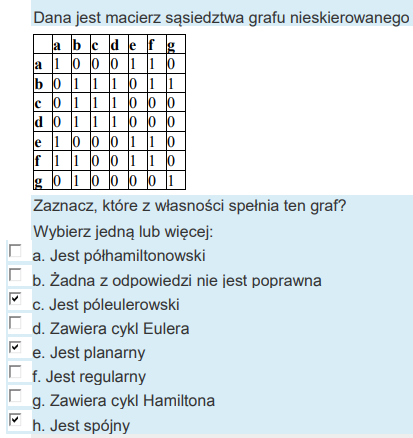 Dana jest macierz sąsiedztwa grafu nieskierowanego
a b c d e f g
a 1 0 0 0 1 1 0
b 0 1 1 1 0 1 1
c 0 1 1 1 0 0 0
d 0 1 1 1 0 0 0
e 1 0 0 0 1 1 0
f 1 1 0 0 1 1 0
g 0 1 0 0 0 0 1
Zaznacz, które z własności spełnia ten graf?
Wybierz jedną lub więcej:
a. Jest półhamiltonowski
b. Żadna z odpowiedzi nie jest poprawna
c. Jest póleulerowski
d. Zawiera cykl Eulera
e. Jest planarny
f. Jest regularny
g. Zawiera cykl Hamiltona
h. Jest spójny